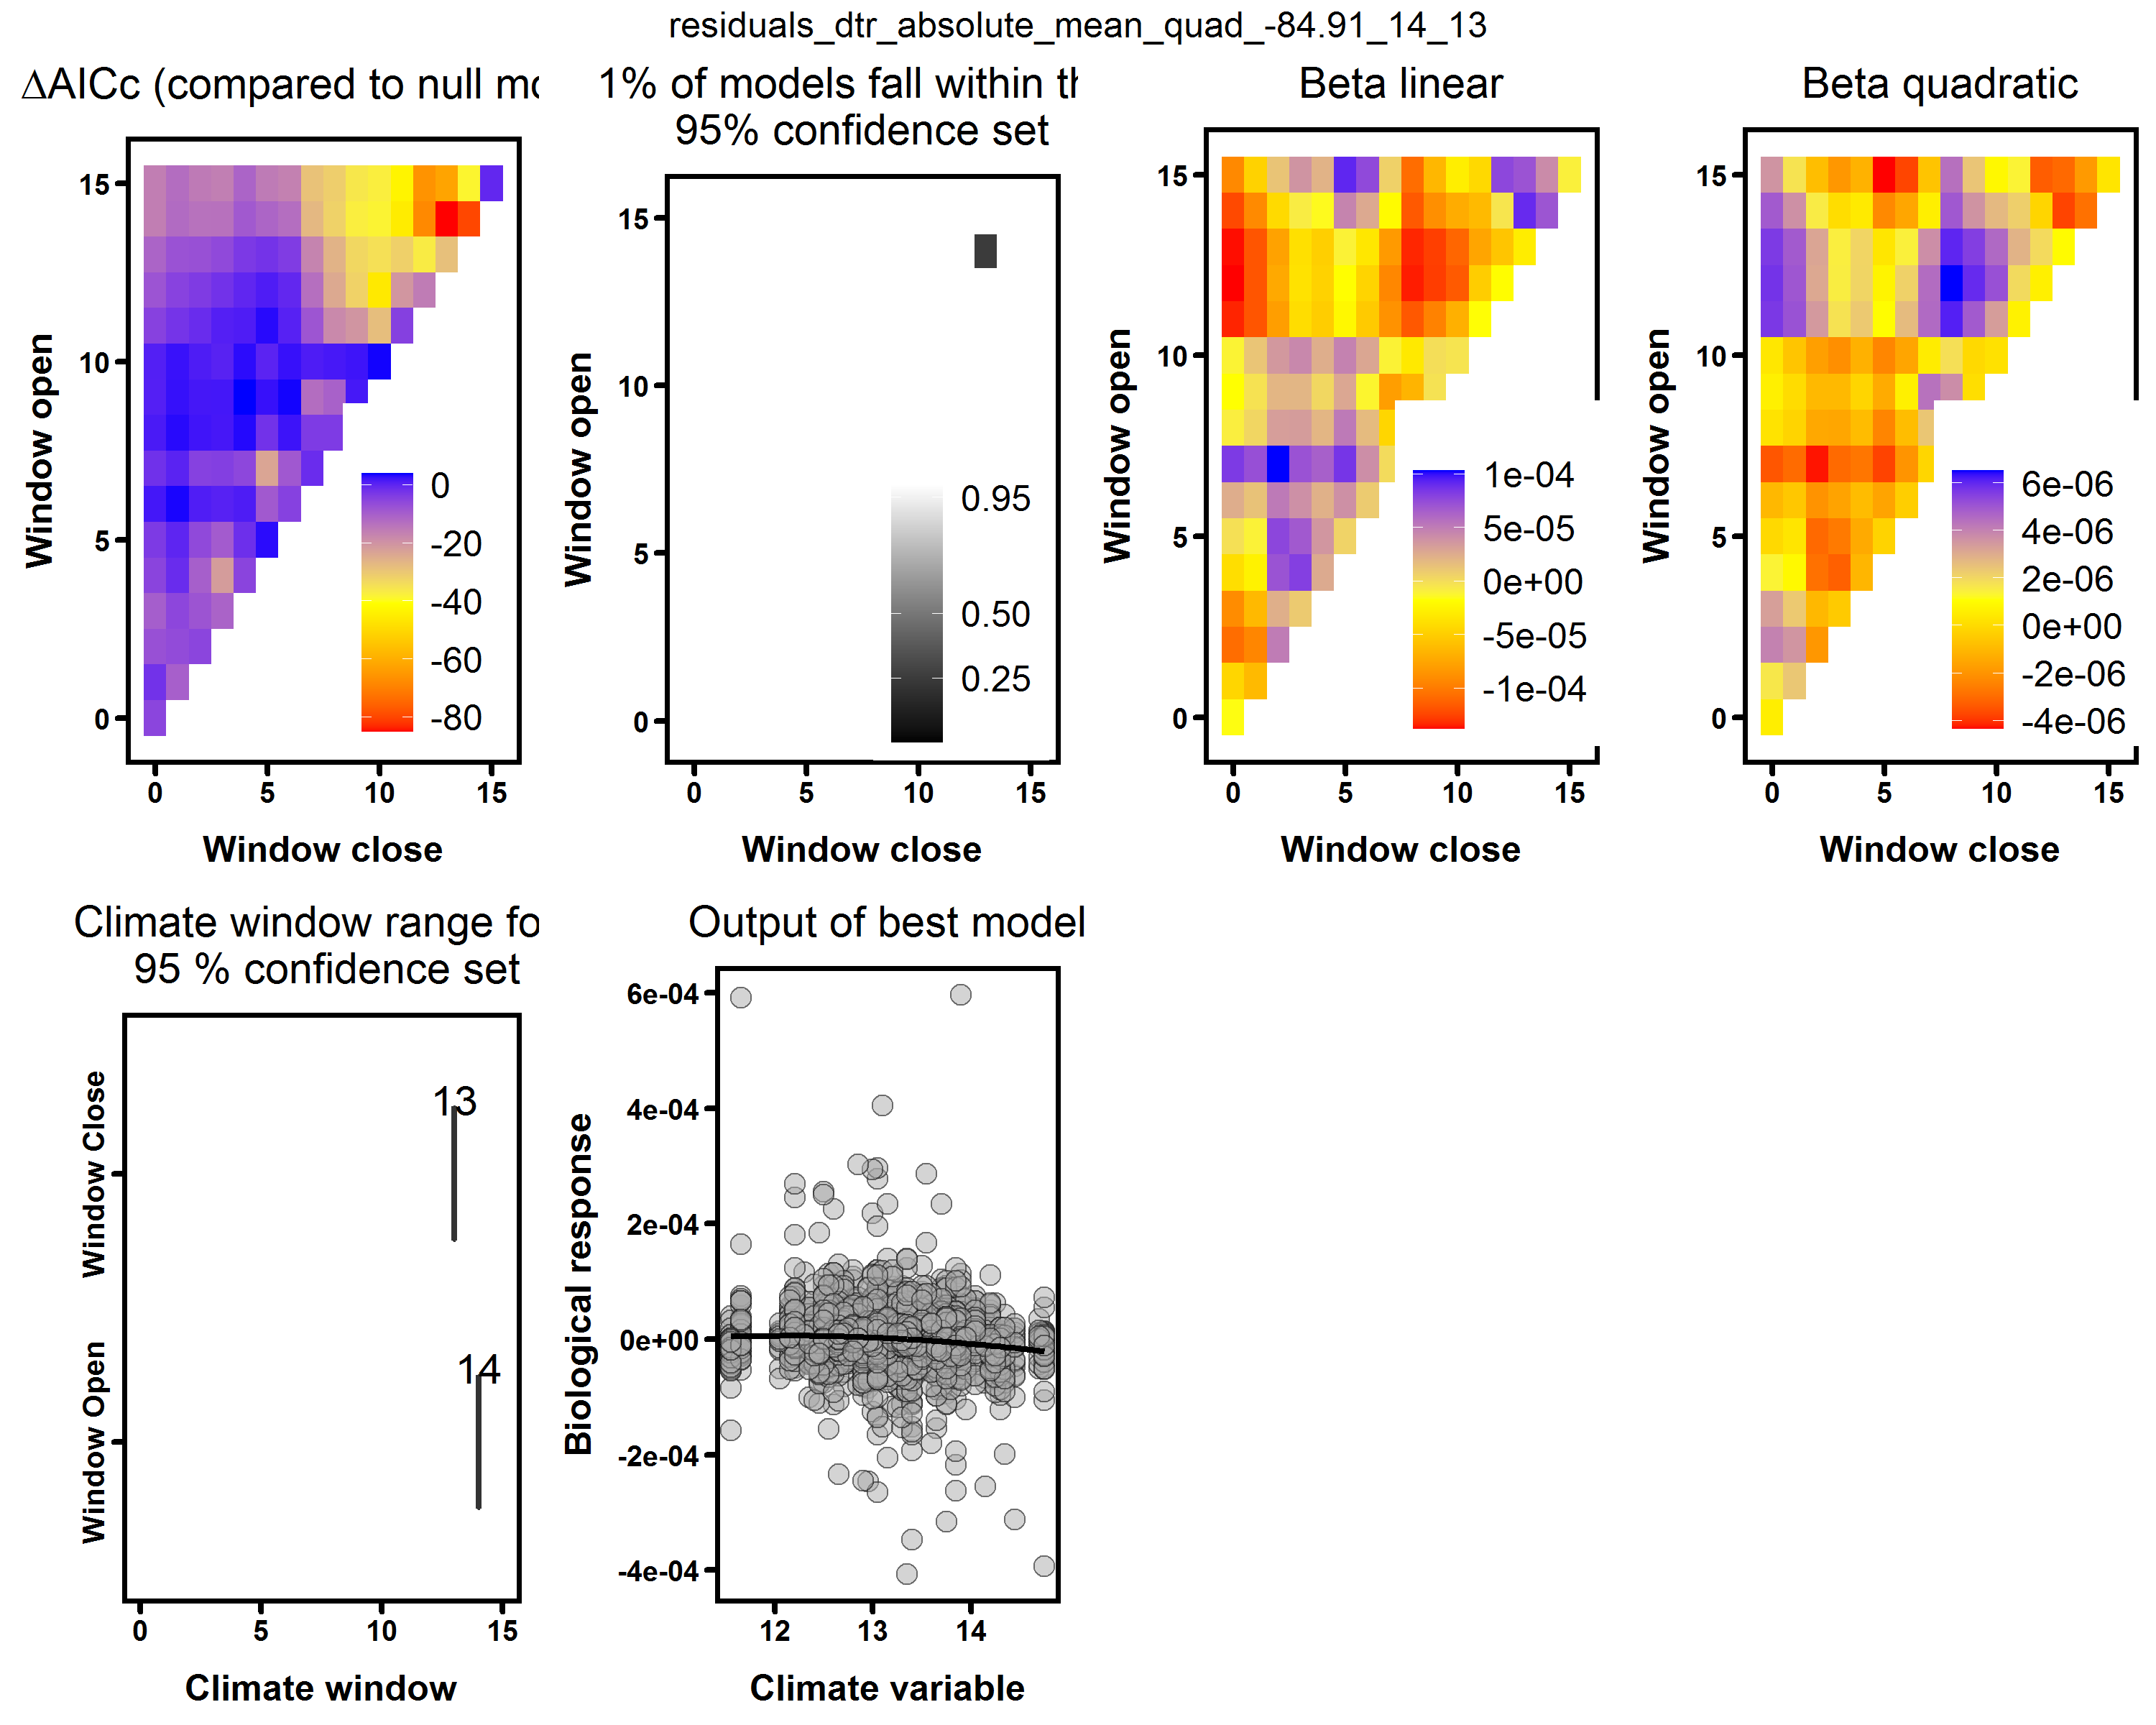 residuals_dtr_absolute_mean_quad_-84.91_14_13
ΔAICc (compared to null mo
15
10
5
0
Window open
0
-20
-40
-60
-80
0 5 10 15
Window close
1% of models fall within th
95% confidence set
15
10
5
0
Window open
0.95
0.50
0.25
0 5 10 15
Window close
Beta linear
15
10
5
0
Window open
1e-04
5e-05
0e+00
-5e-05
-1e-04
0 5 10 15
Window close
Beta quadratic
15
10
5
0
Window open
6e-06
4e-06
2e-06
0e+00
-2e-06
-4e-06
0 5 10 15
Window close
Climate window range fo
95 % confidence set
Window Close
Window Open
13
14
0 5 10 15
Climate window
Output of best model
6e-04
4e-04
2e-04
0e+00
-2e-04
-4e-04
Biological response
12 13 14
Climate variable